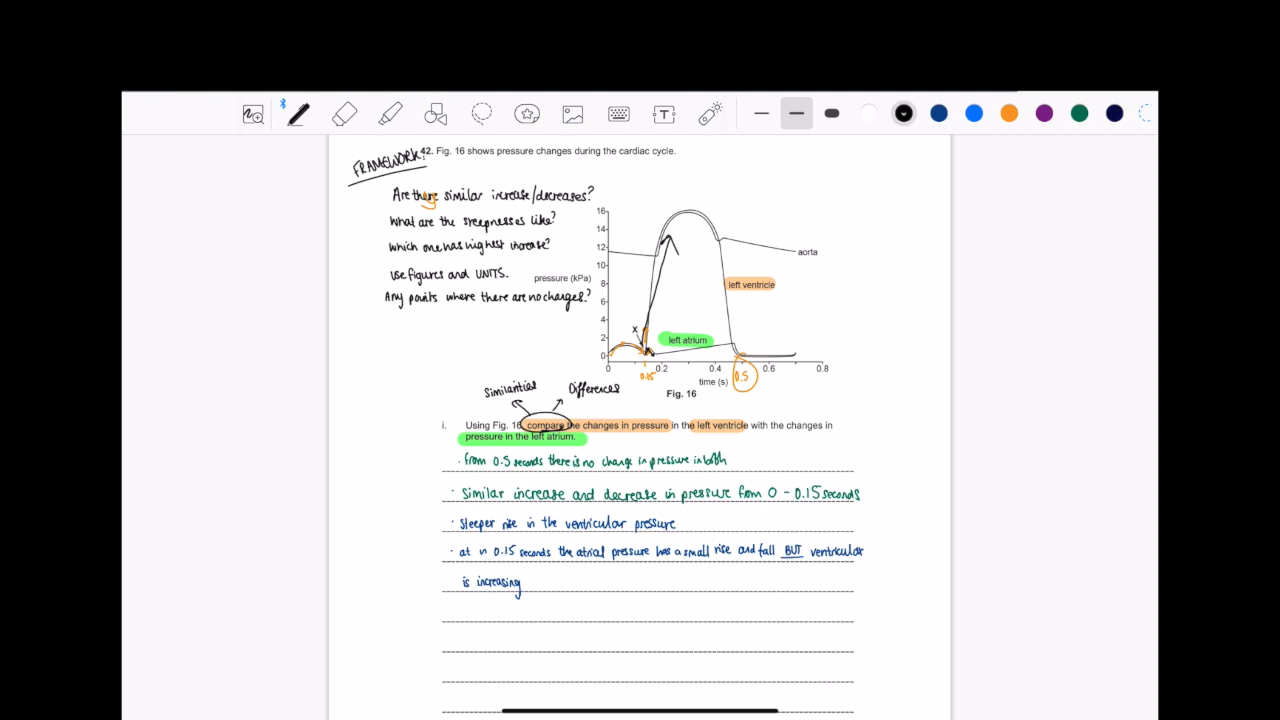 FRAMEWORK:
42. Fig. 16 shows pressure changes during the cardiac cycle.
Are there similar increase/decreases?
What are the steepnesses like?
Which one has highest increase?
Use figures and UNITS.
Any points where there are no changes?
pressure (kPa)
16
14
12
10
8
6
4
2
0
aorta
left ventricle
X
left atrium
0
0.15
0.2
0.4
0.5
0.6
0.8
time (s)
Fig. 16
Similarities
Differences
i. Using Fig. 16, compare the changes in pressure in the left ventricle with the changes in
pressure in the left atrium.
· from 0.5 seconds there is no change in pressure in both
· Similar increase and decrease in pressure from 0 - 0.15 seconds
· steeper rise in the ventricular pressure
· at ~ 0.15 seconds the atrial pressure has a small rise and fall BUT ventricular
is increasing